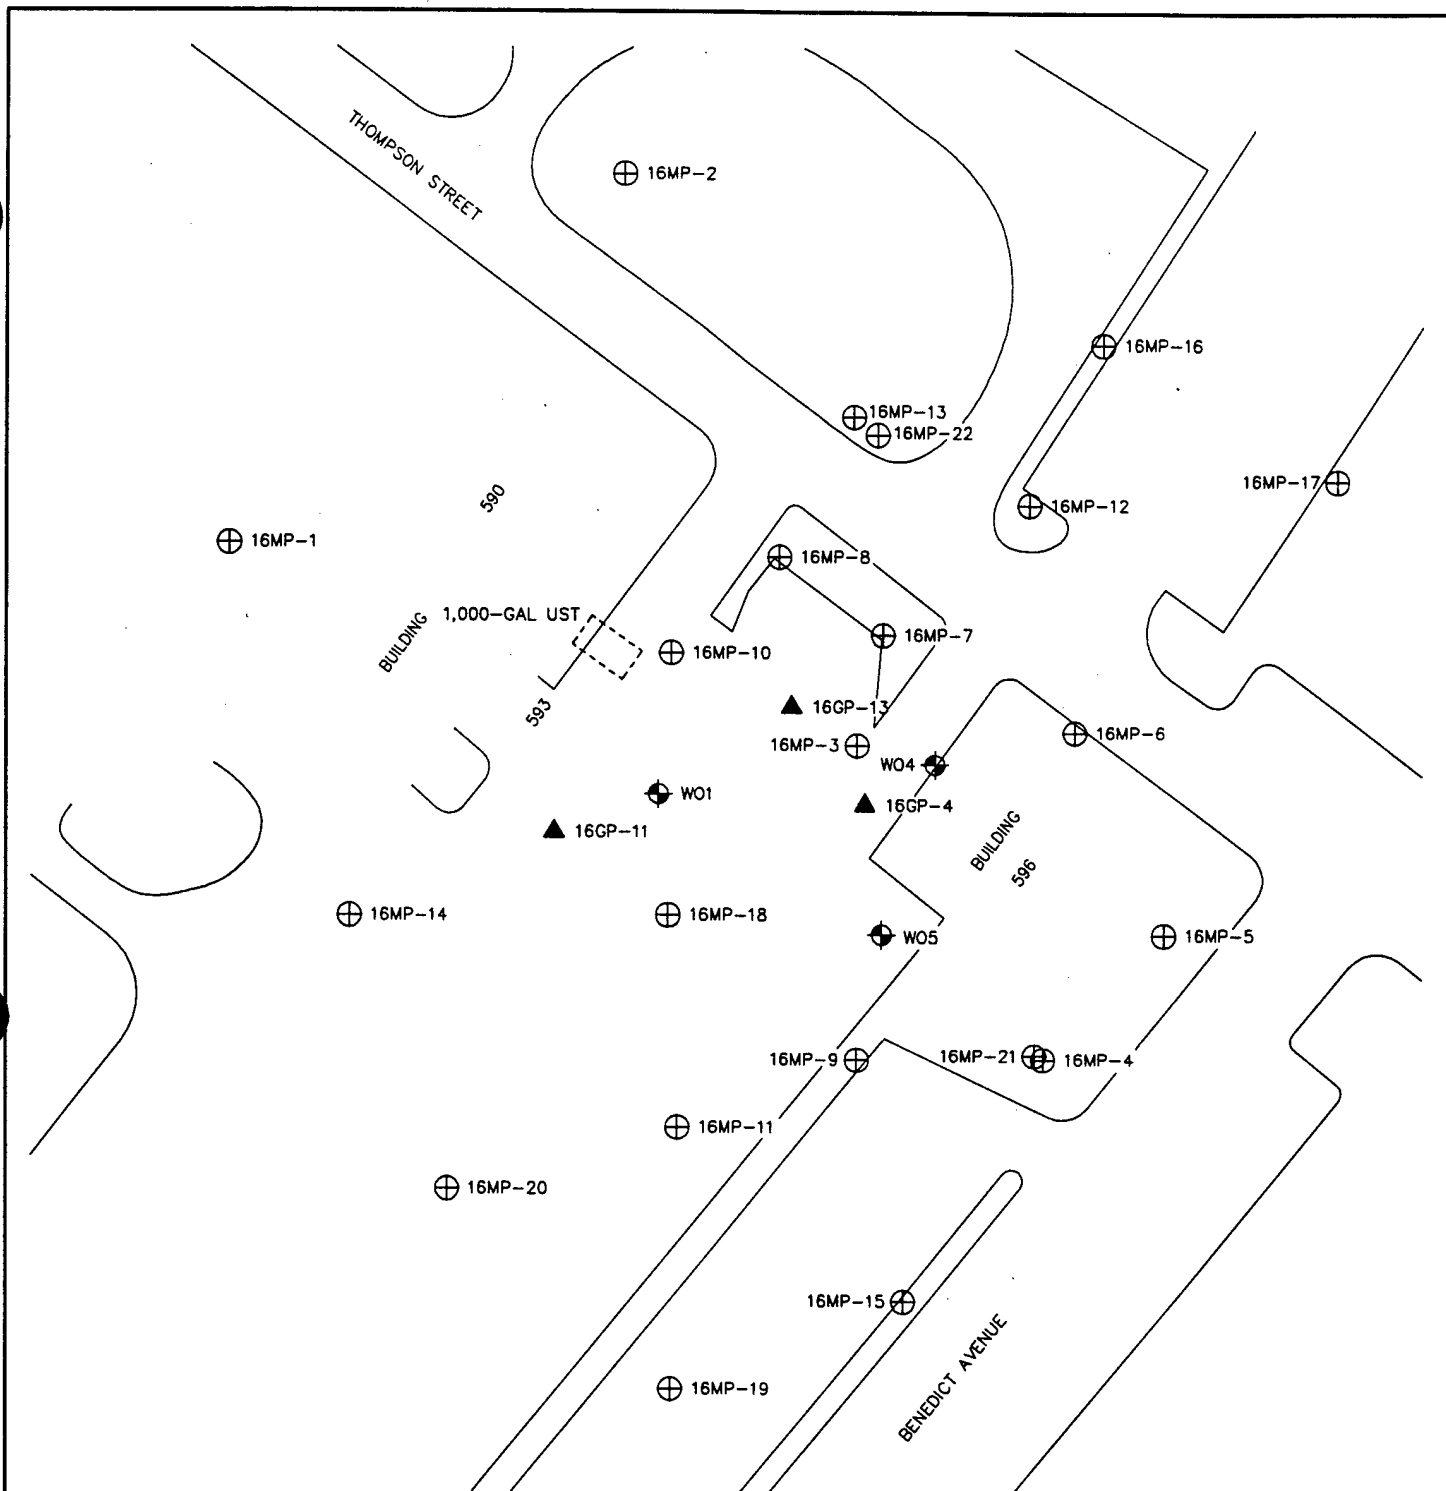 THOMPSON STREET
16MP-2
16MP-16
16MP-13
16MP-22
16MP-17
590
16MP-12
16MP-1
16MP-8
1,000-GAL UST
BUILDING
16MP-7
16MP-10
593
16GP-13
16MP-6
16MP-3
WO4
WO1
16GP-4
16GP-11
BUILDING
596
16MP-14
16MP-18
WO5
16MP-5
16MP-9
16MP-21
16MP-4
16MP-11
16MP-20
16MP-15
BENEDICT AVENUE
16MP-19